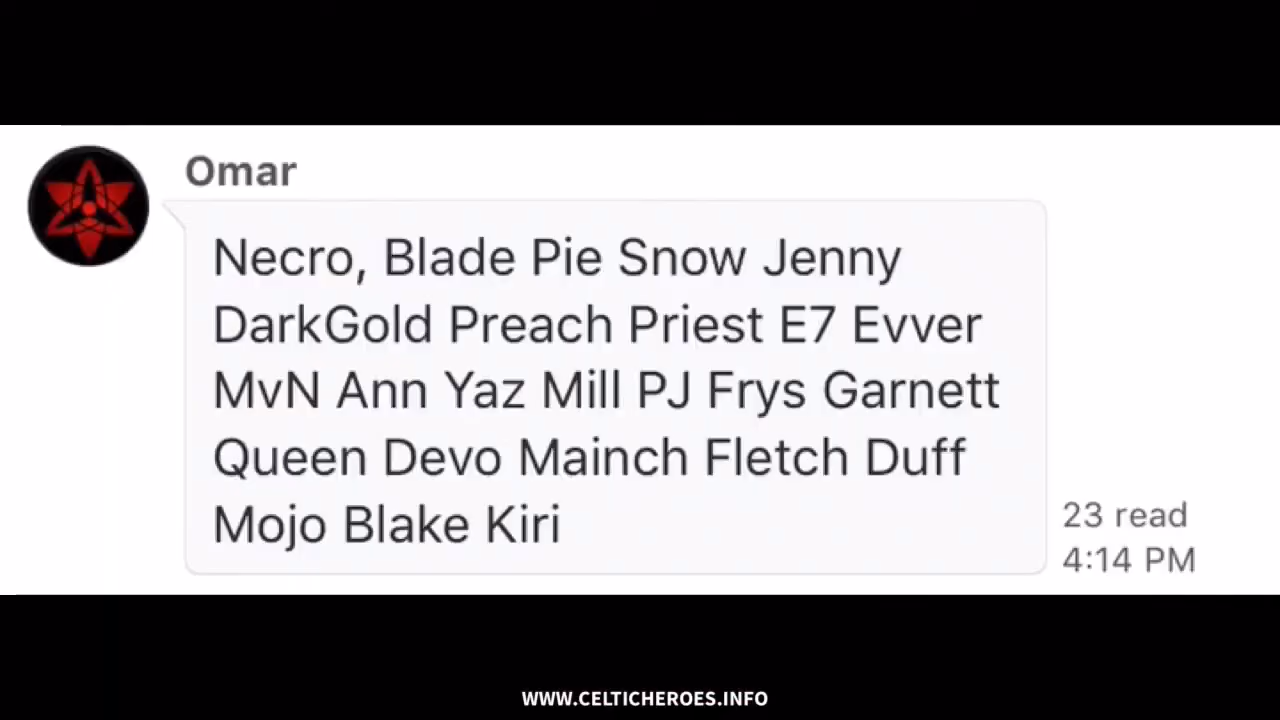 Omar
Necro, Blade Pie Snow Jenny
DarkGold Preach Priest E7 Evver
MvN Ann Yaz Mill PJ Frys Garnett
Queen Devo Mainch Fletch Duff
Mojo Blake Kiri
23 read
4:14 PM
WWW.CELTICHEROES.INFO